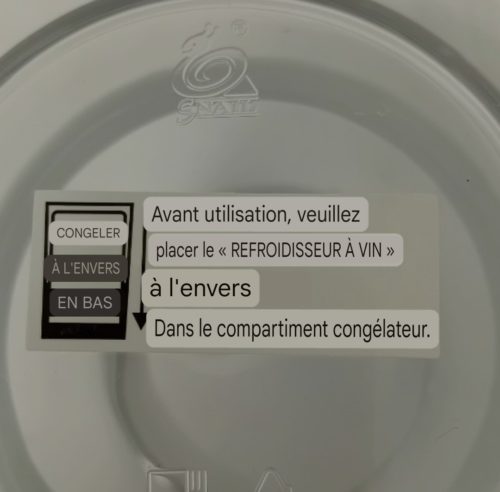 SNAIL
CONGELER
À L'ENVERS
EN BAS
Avant utilisation, veuillez
placer le « REFROIDISSEUR À VIN »
à l'envers
Dans le compartiment congélateur.